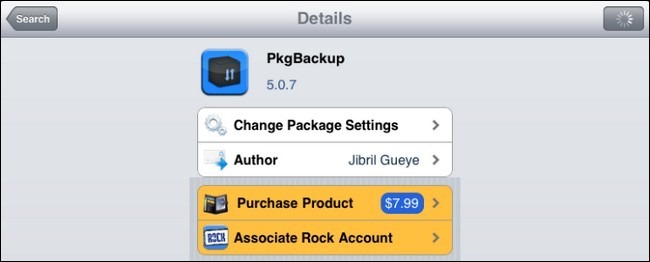 Search
Details
PkgBackup
5.0.7
Change Package Settings
Author Jibril Gueye
Purchase Product $7.99
ROCK Associate Rock Account